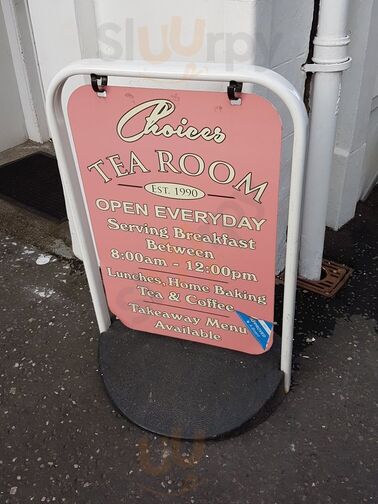 Sluurpy
Choices
TEA ROOM
EST. 1990
OPEN EVERYDAY
Serving Breakfast
Between
8:00am - 12:00pm
Lunches, Home Baking
Tea & Coffee
Takeaway Menu
Available